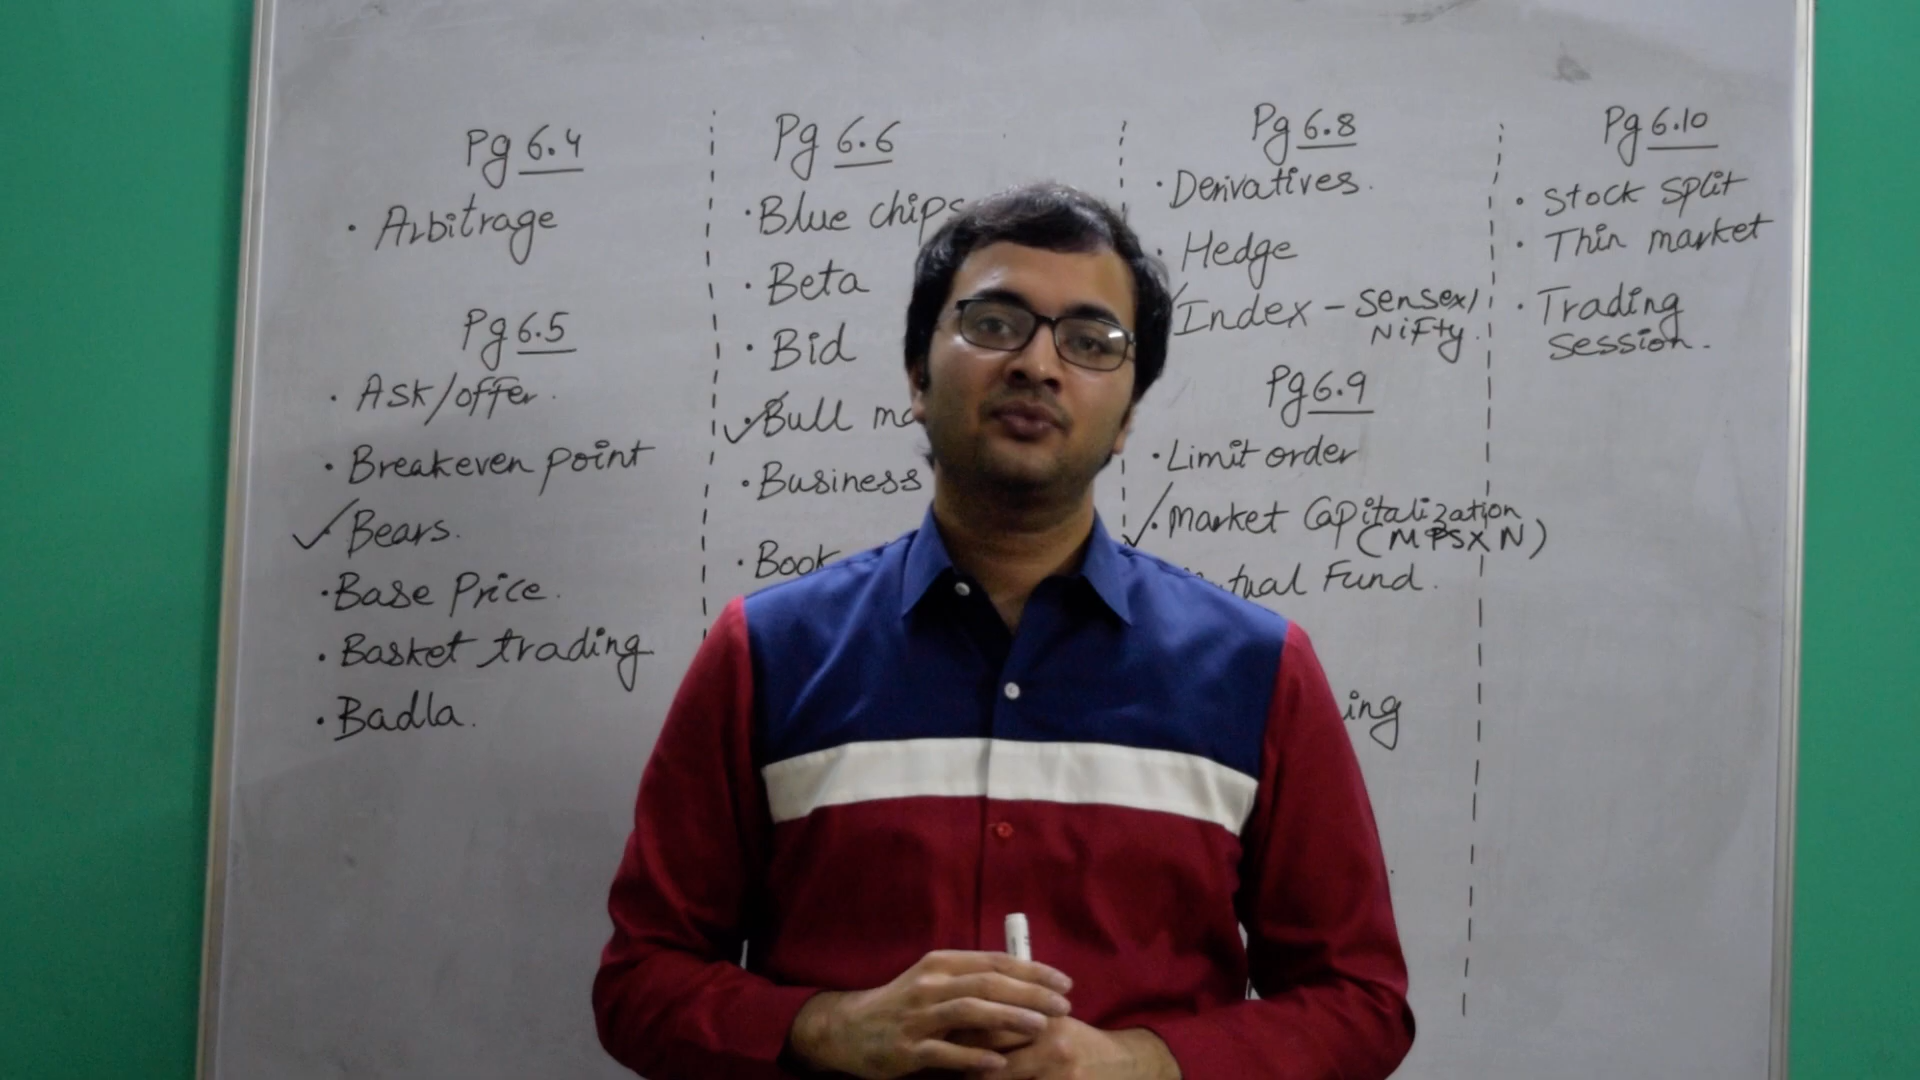 Pg 6.4
• Arbitrage
Pg 6.5
• Ask/offer.
• Breakeven point
✓ Bears.
• Base Price.
• Basket trading
• Badla.
Pg 6.6
• Blue chips
• Beta
• Bid
✓ Bull
• Business
• Book
Pg 6.8
• Derivatives.
• Hedge
✓ Index - Sensex/
Nifty.
Pg 6.9
• Limit order
✓• Market Capitalization
(MPS X N)
Fund.
Pg 6.10
• Stock Split
• Thin market
• Trading
Session.